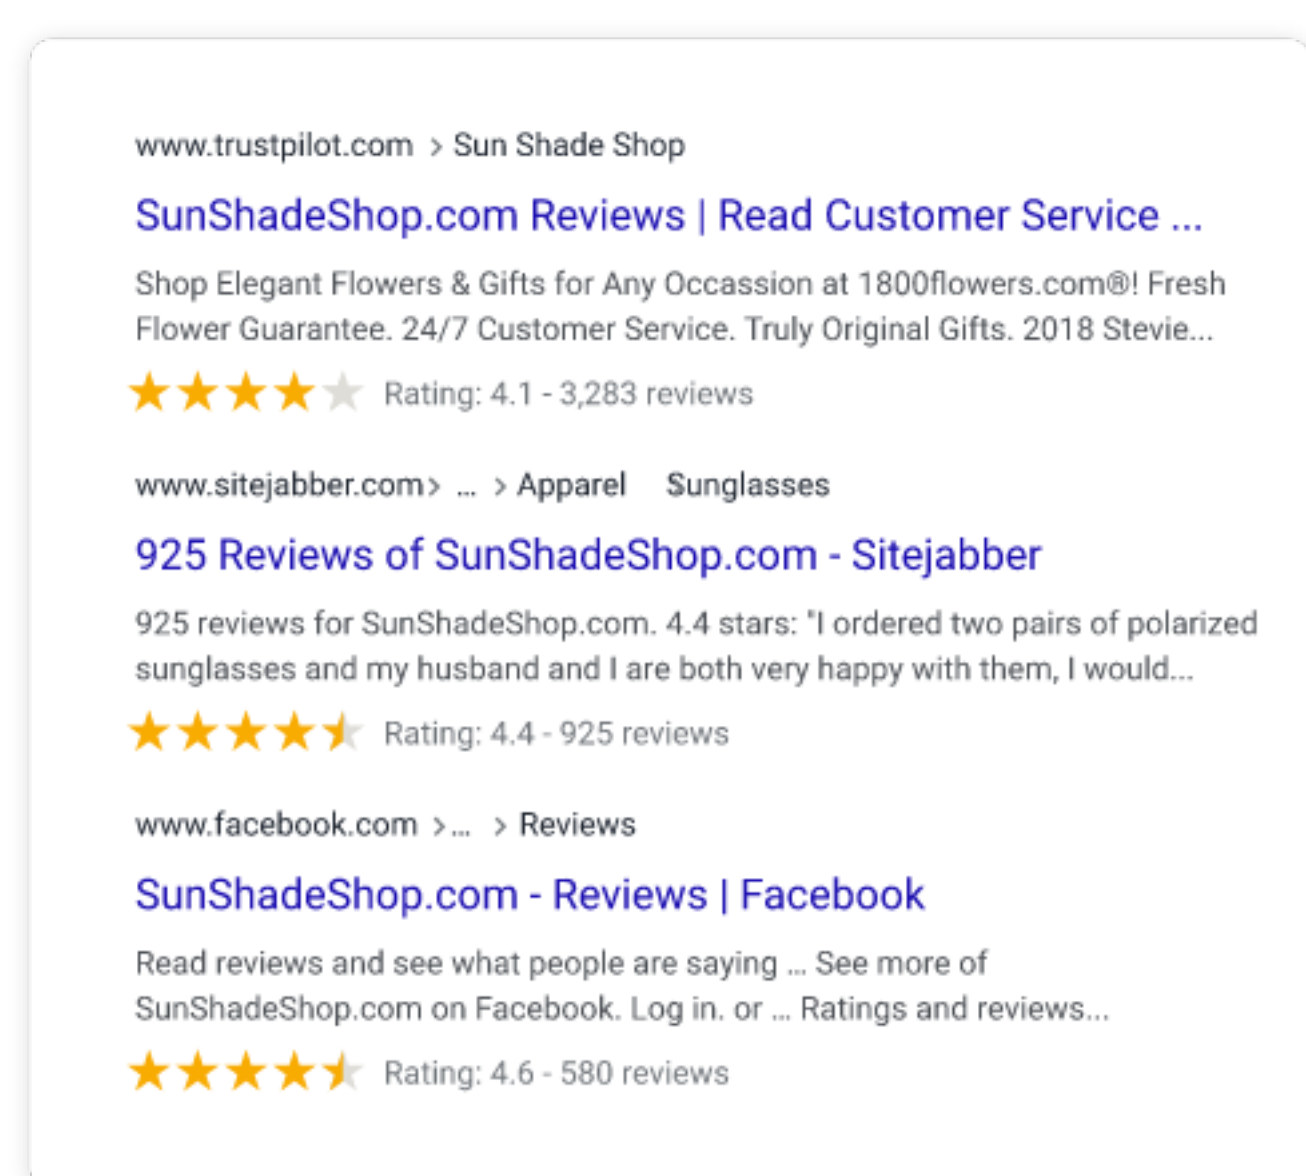 www.trustpilot.com > Sun Shade Shop
SunShadeShop.com Reviews | Read Customer Service ...
Shop Elegant Flowers & Gifts for Any Occassion at 1800flowers.com®! Fresh
Flower Guarantee. 24/7 Customer Service. Truly Original Gifts. 2018 Stevie...
Rating: 4.1 - 3,283 reviews
www.sitejabber.com> ... > Apparel Sunglasses
925 Reviews of SunShadeShop.com - Sitejabber
925 reviews for SunShadeShop.com. 4.4 stars: "I ordered two pairs of polarized
sunglasses and my husband and I are both very happy with them, I would...
Rating: 4.4 - 925 reviews
www.facebook.com >... > Reviews
SunShadeShop.com - Reviews | Facebook
Read reviews and see what people are saying ... See more of
SunShadeShop.com on Facebook. Log in. or ... Ratings and reviews...
Rating: 4.6 - 580 reviews